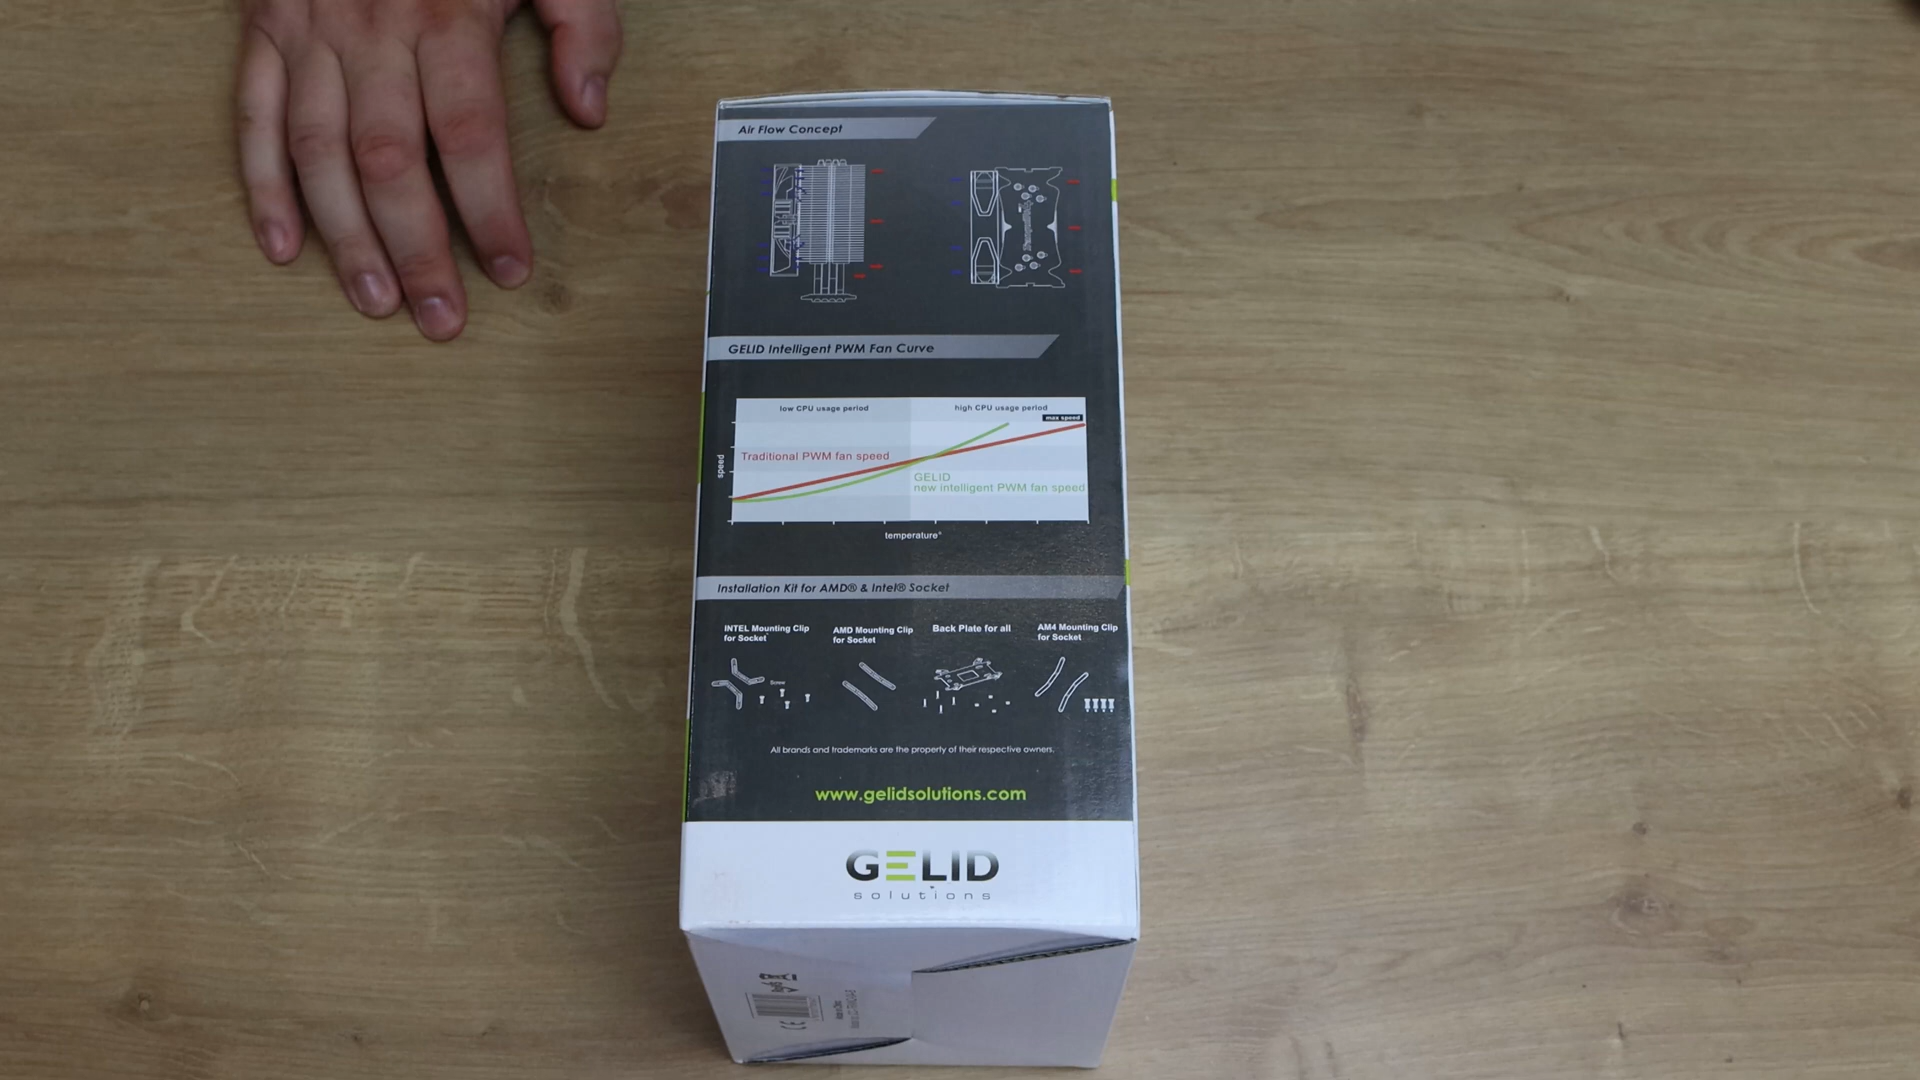 Air Flow Concept
GELID Intelligent PWM Fan Curve
low CPU usage period
high CPU usage period
max speed
Traditional PWM fan speed
speed
GELID
new intelligent PWM fan speed
temperature*
Installation Kit for AMD® & Intel® Socket
INTEL Mounting Clip
for Socket
AMD Mounting Clip
for Socket
Back Plate for all
AM4 Mounting Clip
for Socket
Screw
All brands and trademarks are the property of their respective owners.
www.gelidsolutions.com
GELID
solutions
RoHS
CE